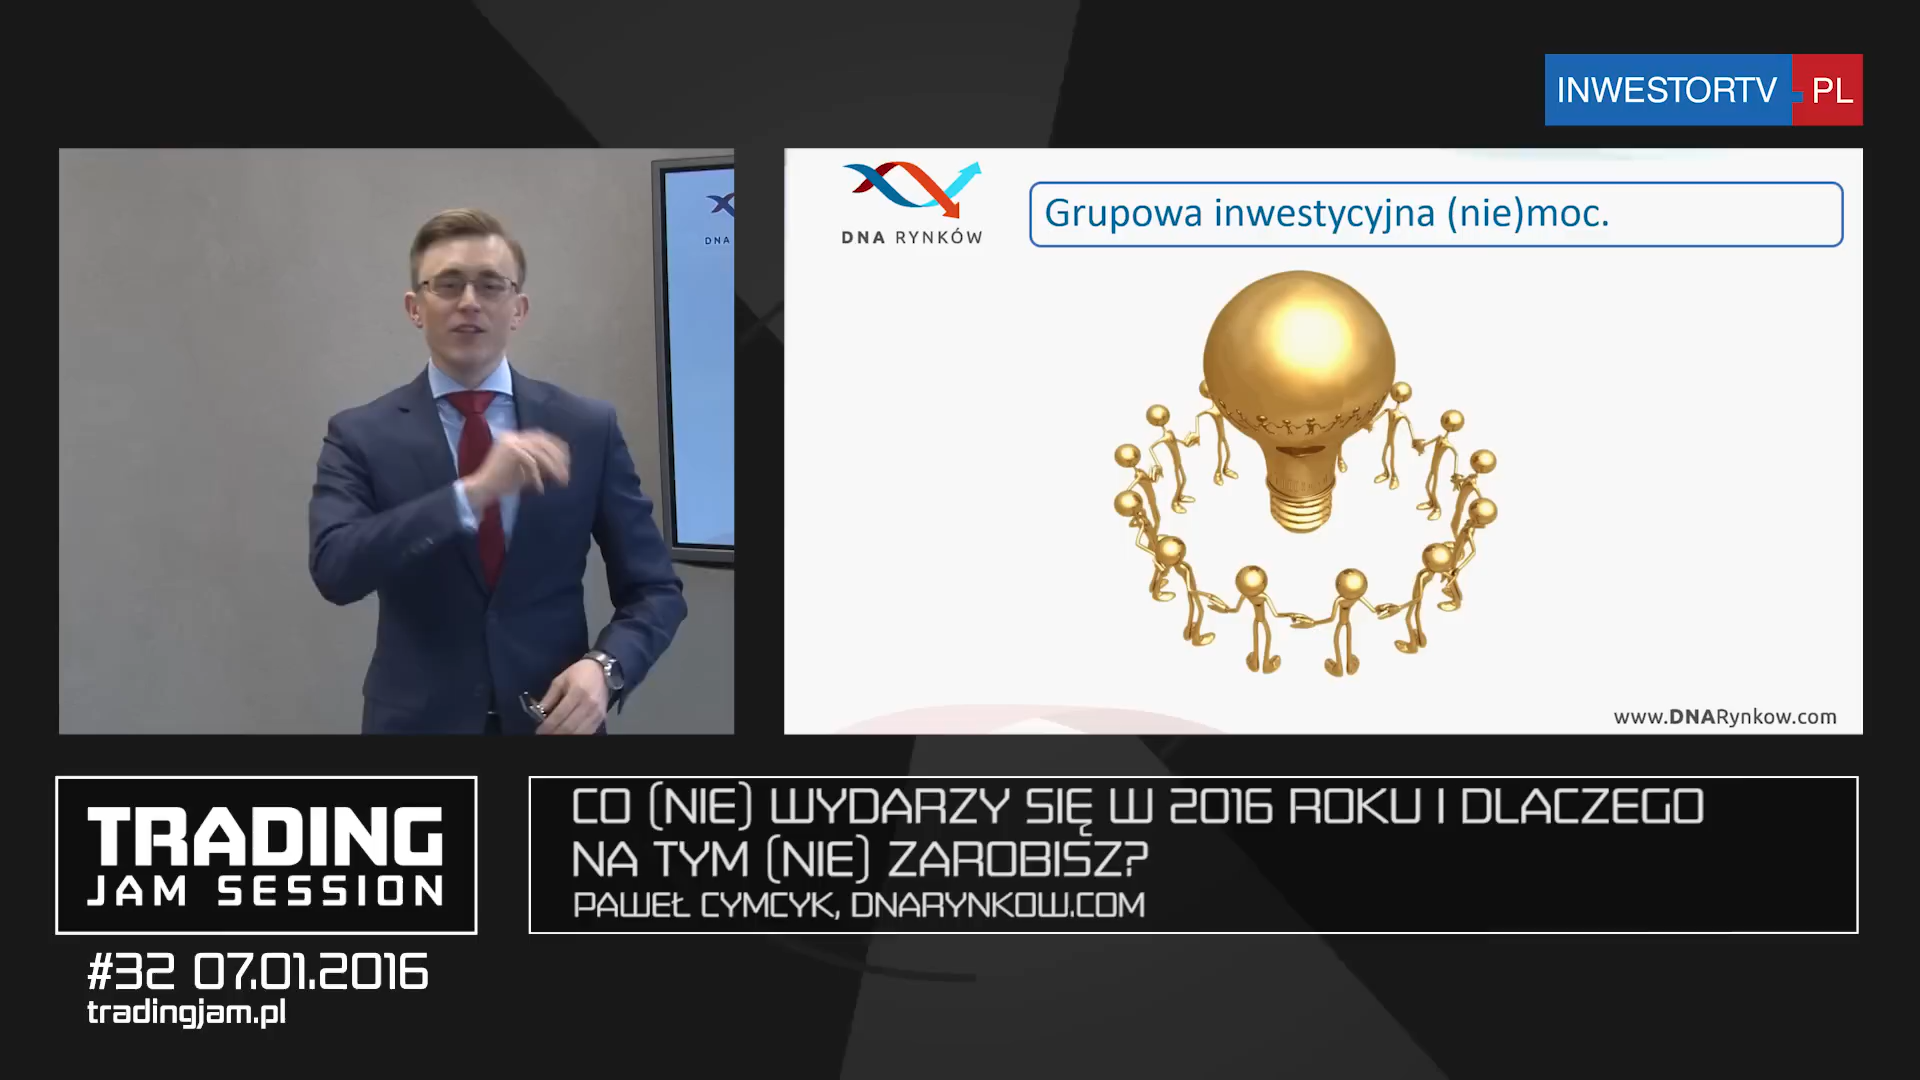 INWESTORTV.PL
DNA
DNA RYNKÓW
Grupowa inwestycyjna (nie)moc.
www.DNARynkow.com
TRADING
JAM SESSION
CO (NIE) WYDARZY SIĘ W 2016 ROKU I DLACZEGO
NA TYM (NIE) ZAROBISZ?
PAWEŁ CYMCYK, DNARYNKOW.COM
#32 07.01.2016
tradingjam.pl